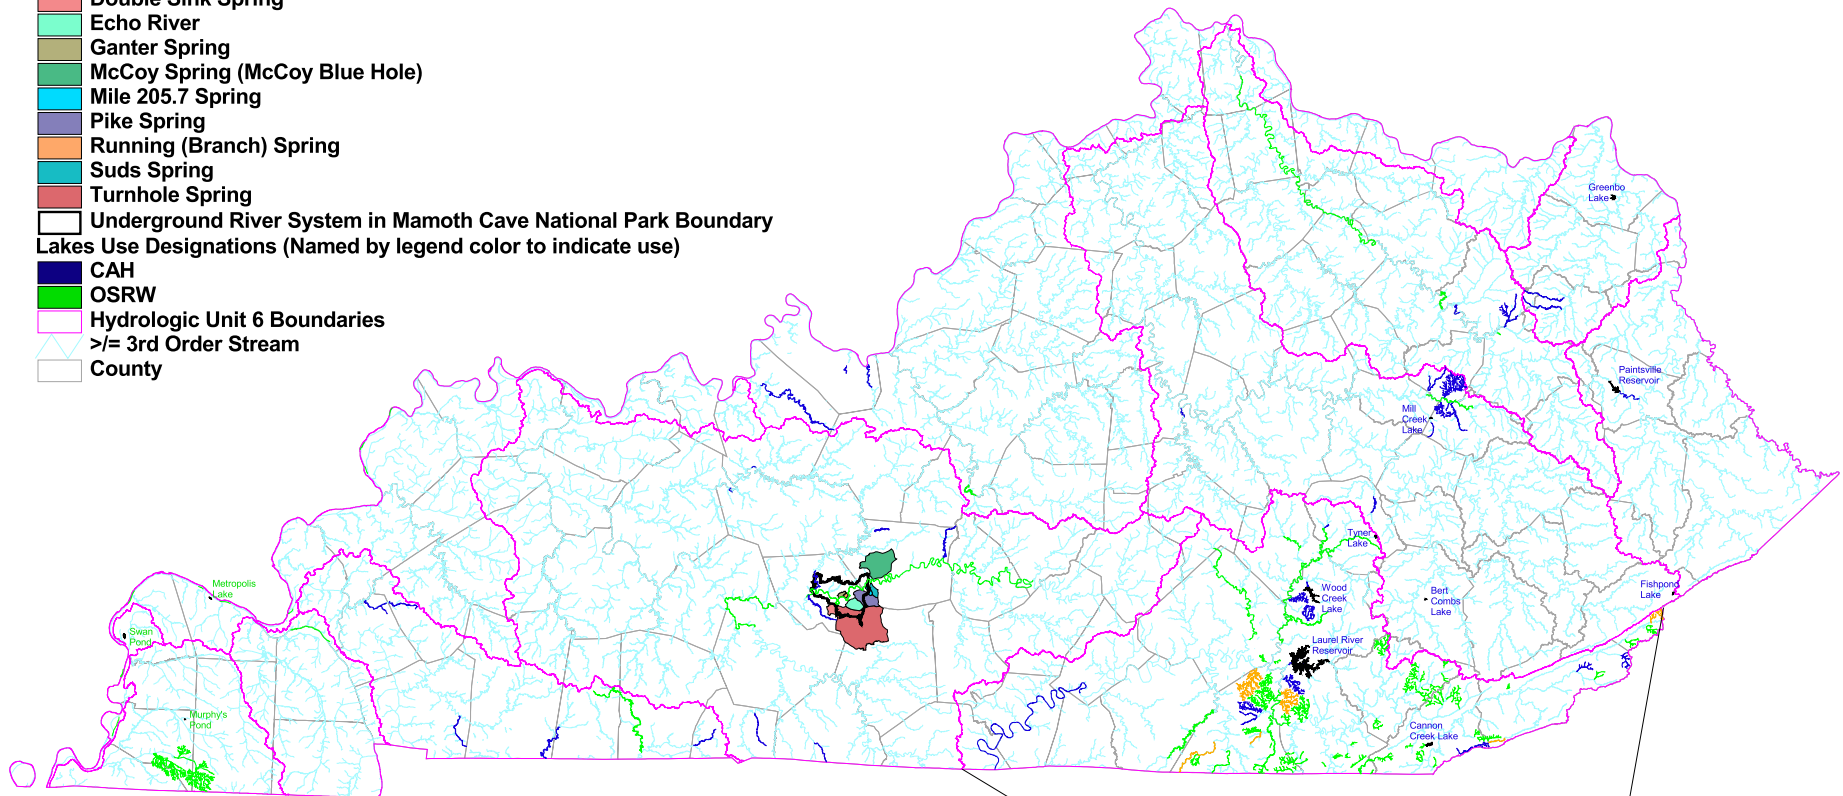 Double Sink Spring
Echo River
Ganter Spring
McCoy Spring (McCoy Blue Hole)
Mile 205.7 Spring
Pike Spring
Running (Branch) Spring
Suds Spring
Turnhole Spring
Underground River System in Mamoth Cave National Park Boundary
Lakes Use Designations (Named by legend color to indicate use)
CAH
OSRW
Hydrologic Unit 6 Boundaries
>/= 3rd Order Stream
County
Greenbo
Lake
Paintsville
Reservoir
Mill
Creek
Lake
Tyner
Lake
Metropolis
Lake
Wood
Creek
Lake
Bert
Combs
Lake
Fishpond
Lake
Swan
Pond
Laurel River
Reservoir
Murphy's
Pond
Cannon
Creek Lake